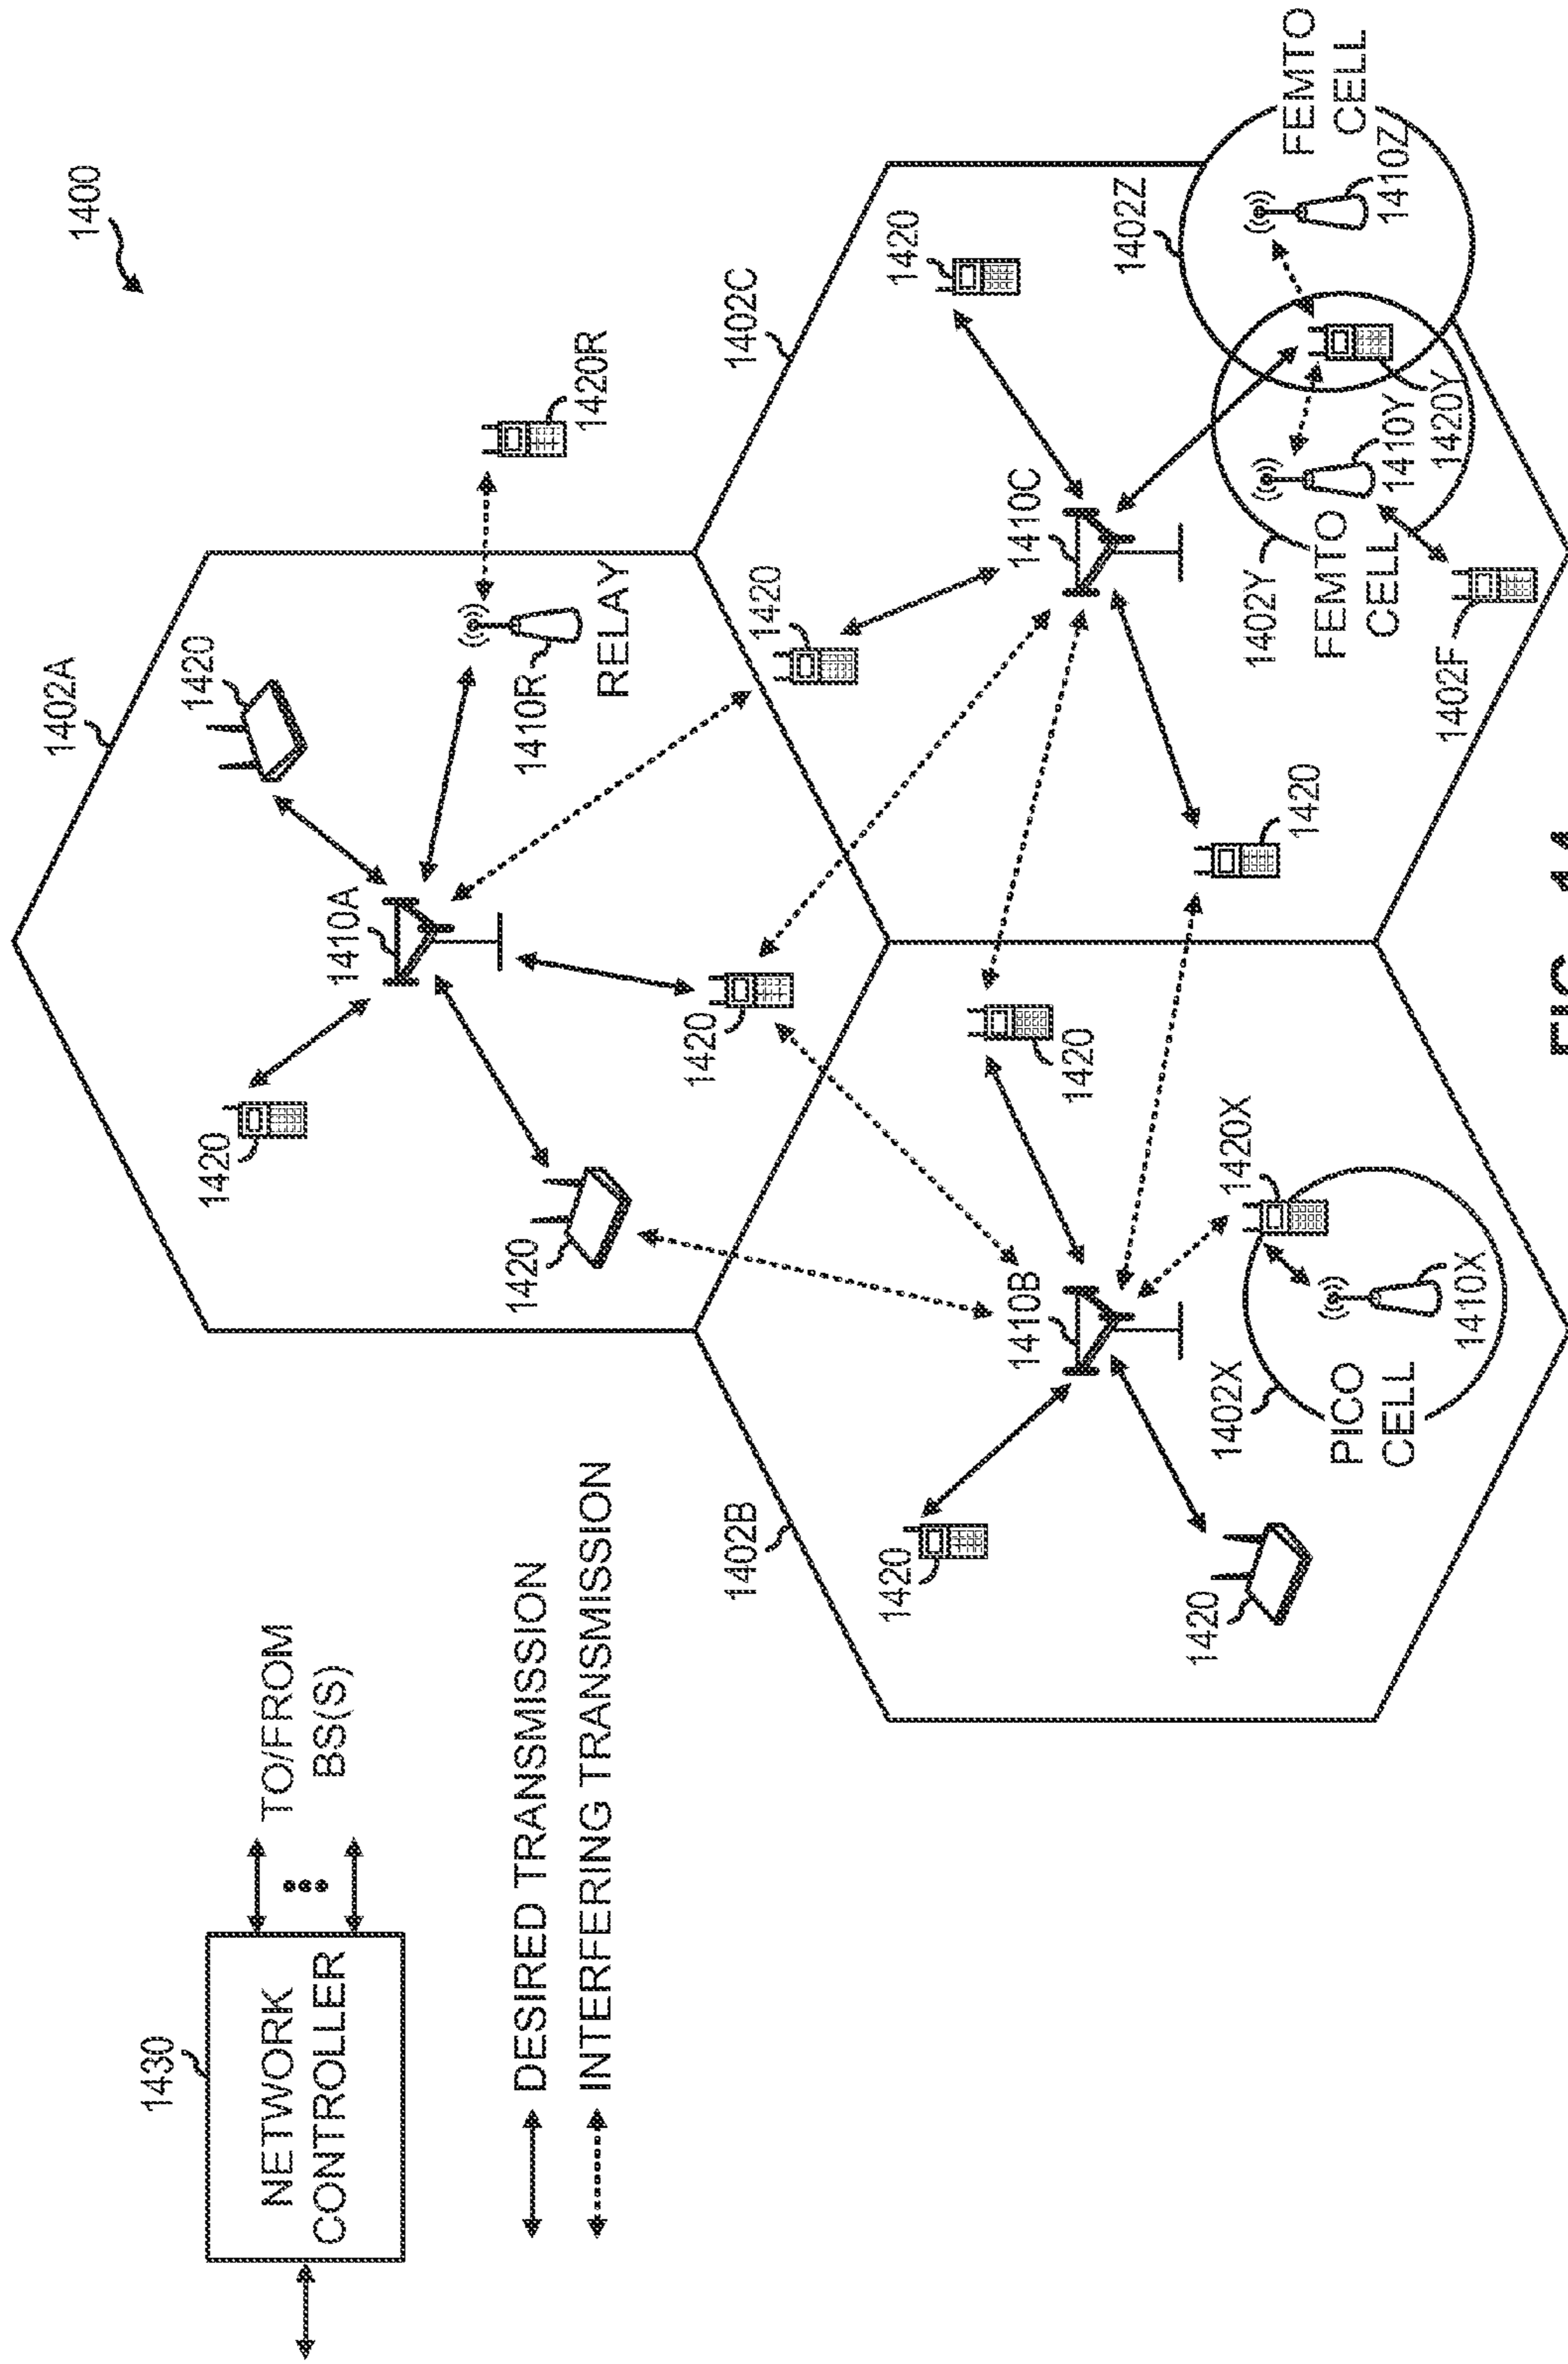 1400
1430
NETWORK
CONTROLLER
TO/FROM
BS(S)
DESIRED TRANSMISSION
INTERFERING TRANSMISSION
1402A
1420
1410A
1420
1420
1420
1410R
RELAY
1420R
1402B
1420
1420
1410B
1420
1402X
PICO
CELL
1410X
1420X
1402C
1420
1420
1410C
1420
1402Y
FEMTO
CELL
1410Y
1420Y
1402F
1402Z
FEMTO
CELL
1410Z